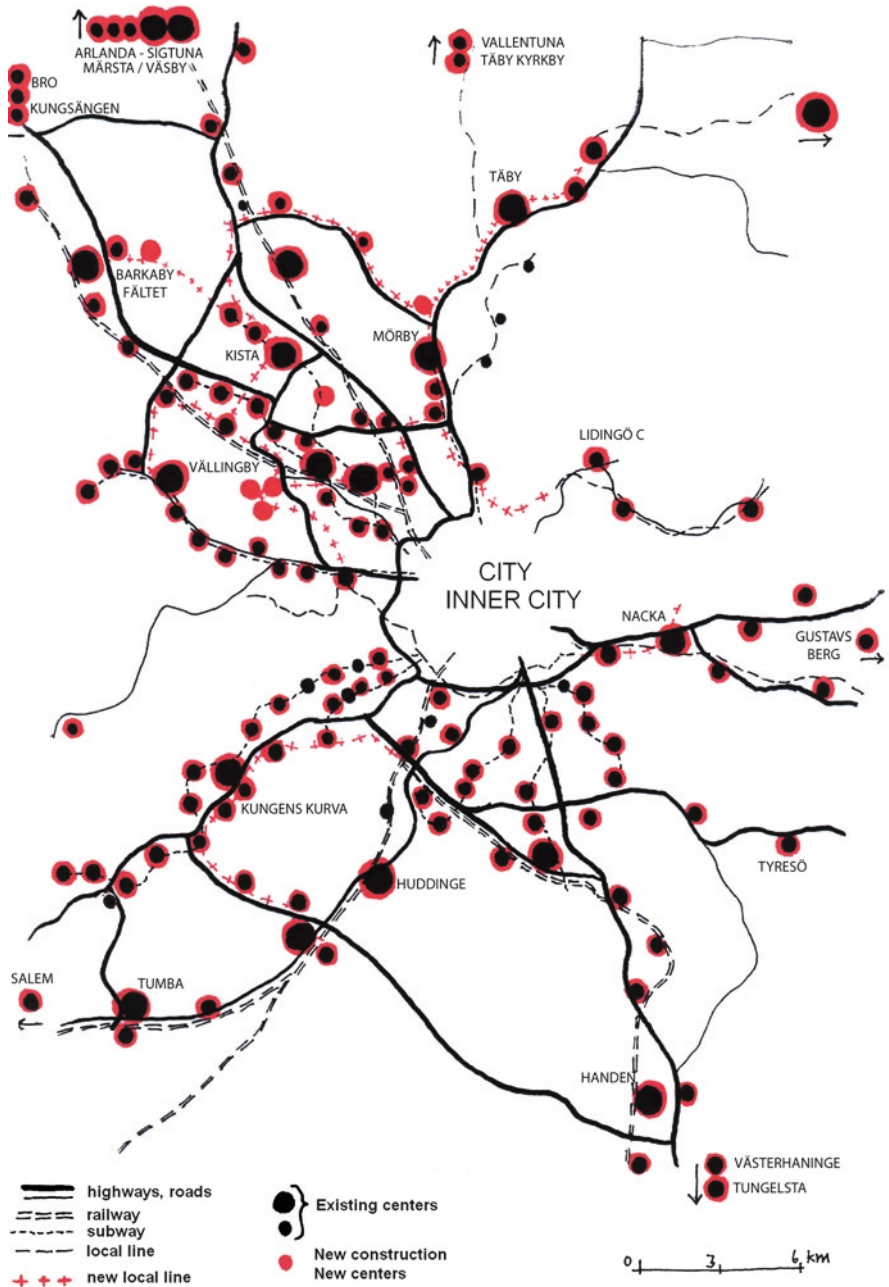 ARLANDA - SIGTUNA
MÄRSTA / VÄSBY
VALLENTUNA
TÄBY KYRKBY
BRO
KUNGSÄNGEN
TÄBY
BARKABY
FÄLTET
KISTA
MÖRBY
LIDINGÖ C
VÄLLINGBY
CITY
INNER CITY
NACKA
GUSTAVS
BERG
KUNGENS KURVA
HUDDINGE
TYRESÖ
SALEM
TUMBA
HANDEN
VÄSTERHANINGE
TUNGELSTA
highways, roads
railway
subway
local line
new local line
Existing centers
New construction
New centers
0 3 6 km